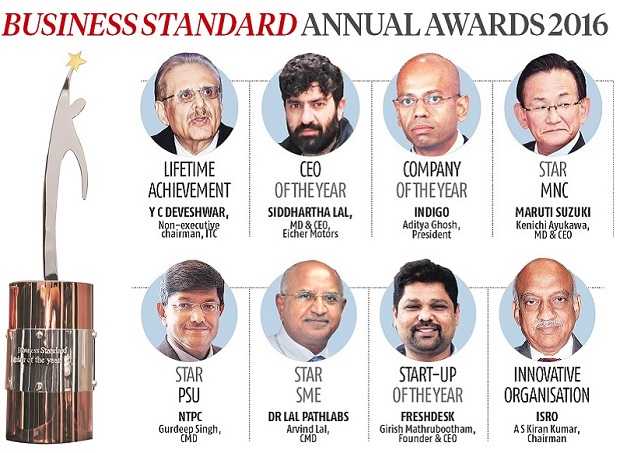 BUSINESS STANDARD ANNUAL AWARDS 2016
LIFETIME
ACHIEVEMENT
Y C DEVESHWAR,
Non-executive
chairman, ITC
CEO
OF THE YEAR
SIDDHARTHA LAL,
MD & CEO,
Eicher Motors
COMPANY
OF THE YEAR
INDIGO
Aditya Ghosh,
President
STAR
MNC
MARUTI SUZUKI
Kenichi Ayukawa,
MD & CEO
STAR
PSU
NTPC
Gurdeep Singh,
CMD
STAR
SME
DR LAL PATHLABS
Arvind Lal,
CMD
START-UP
OF THE YEAR
FRESHDESK
Girish Mathrubootham,
Founder & CEO
INNOVATIVE
ORGANISATION
ISRO
A S Kiran Kumar,
Chairman
Business Standard
of the year